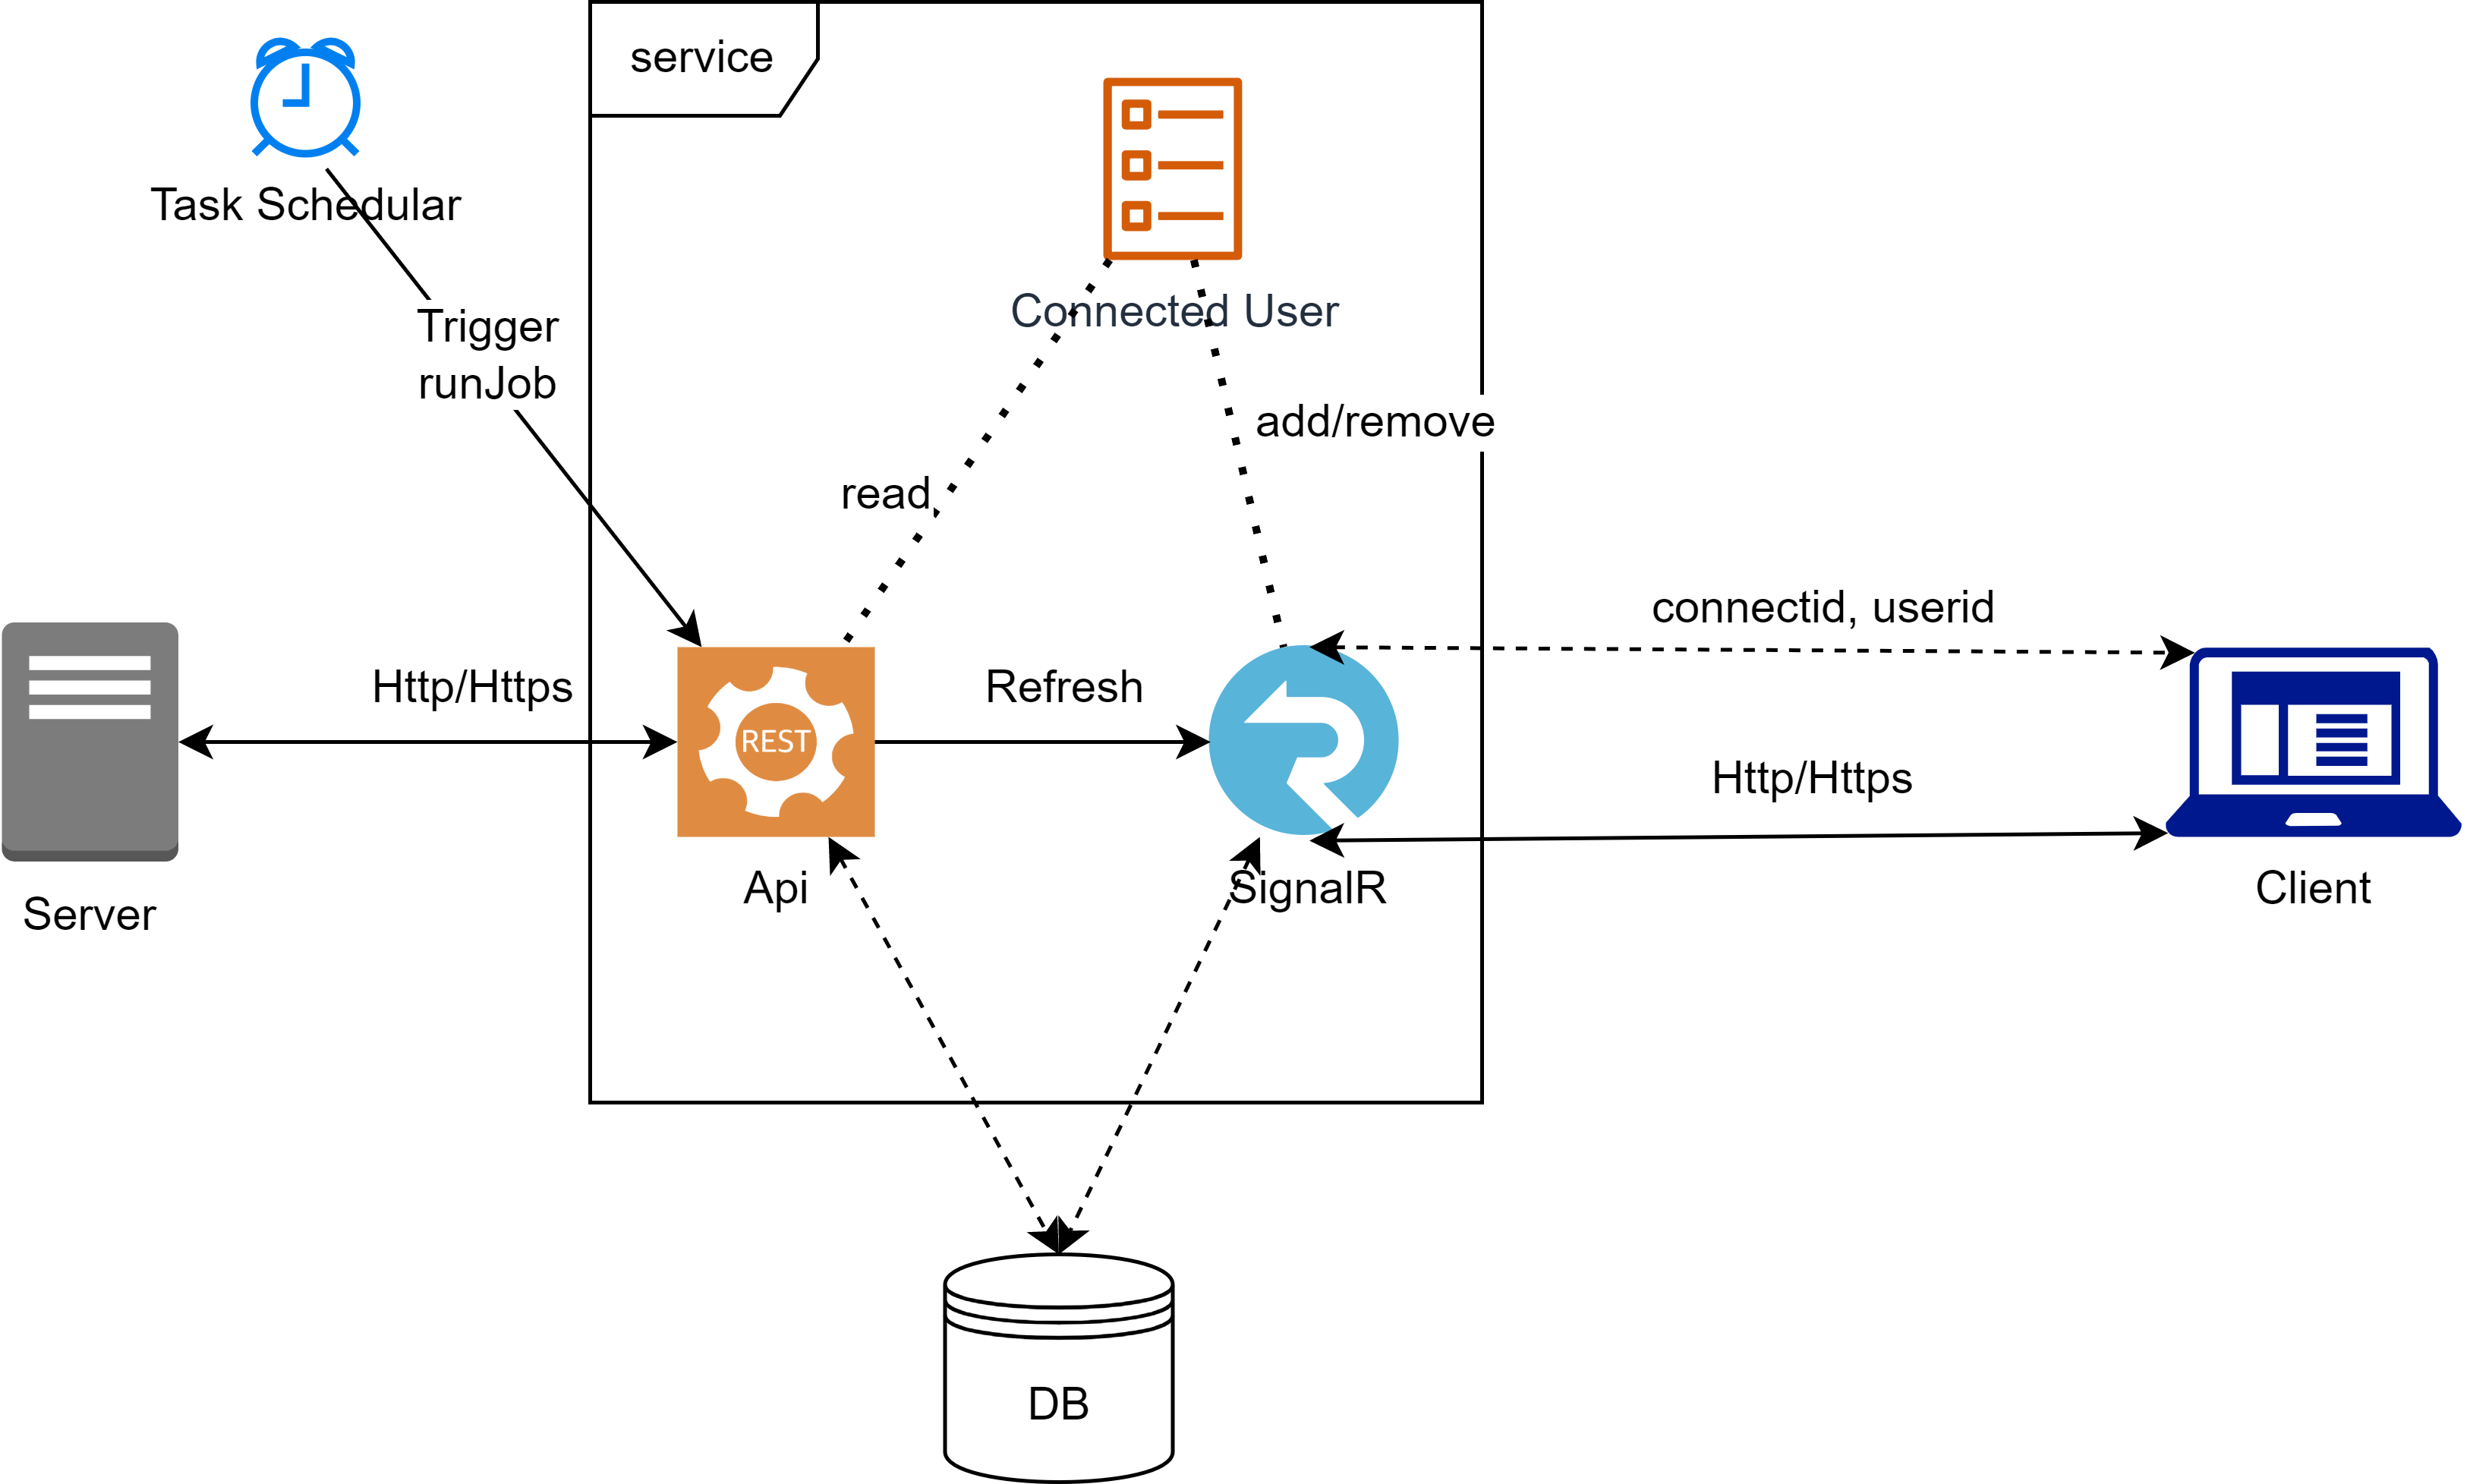 service
Task Schedular
Connected User
Trigger
runJob
add/remove
read
connectid, userid
Http/Https
Refresh
REST
Http/Https
Api
SignalR
Client
Server
DB